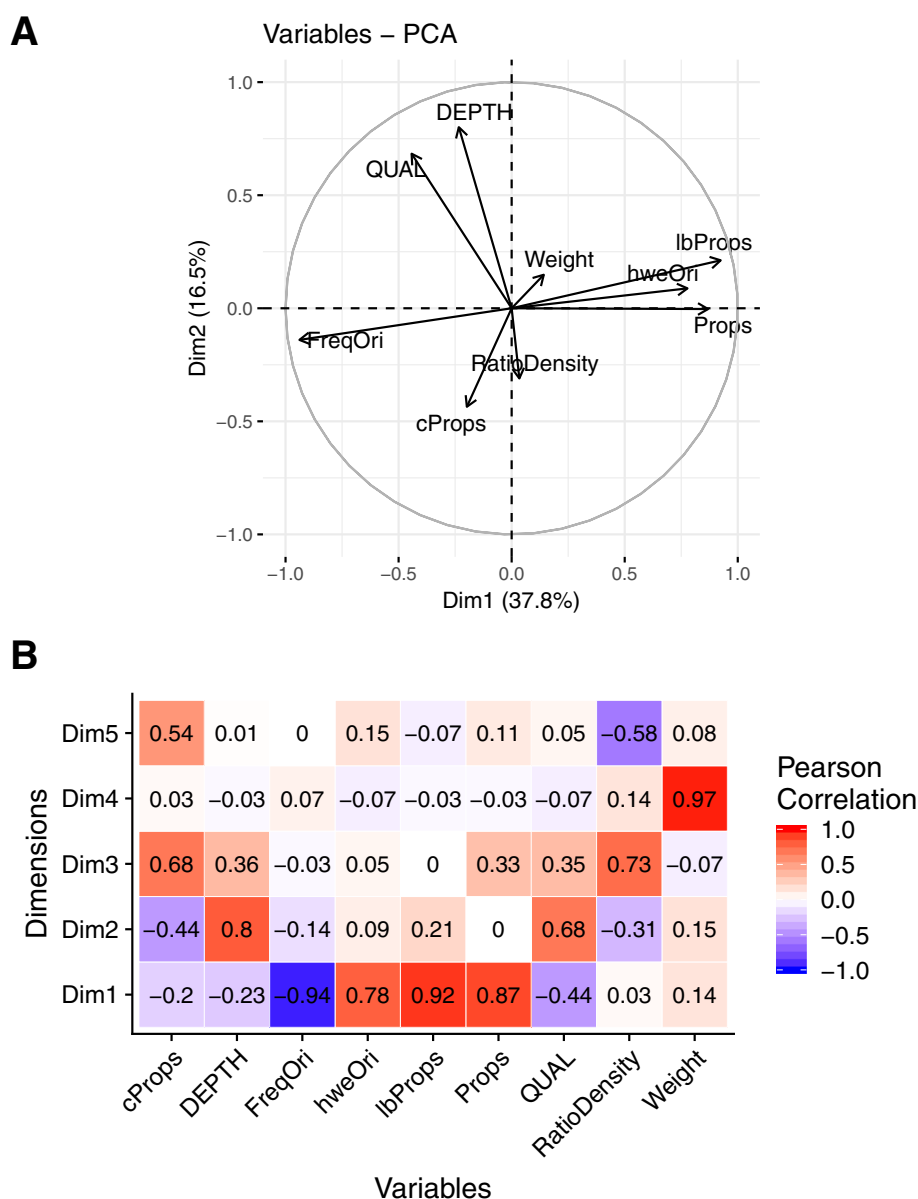 A
Variables − PCA
1.0
DEPTH
QUAL
0.5
lbProps
Weight
hweOri
Dim2 (16.5%)
0.0
Props
FreqOri
RatioDensity
cProps
−0.5
−1.0
−1.0 −0.5 0.0 0.5 1.0
Dim1 (37.8%)
B
Dimensions
Dim5 0.54 0.01 0 0.15 −0.07 0.11 0.05 −0.58 0.08
Dim4 0.03 −0.03 0.07 −0.07 −0.03 −0.03 −0.07 0.14 0.97
Dim3 0.68 0.36 −0.03 0.05 0 0.33 0.35 0.73 −0.07
Dim2 −0.44 0.8 −0.14 0.09 0.21 0 0.68 −0.31 0.15
Dim1 −0.2 −0.23 −0.94 0.78 0.92 0.87 −0.44 0.03 0.14
cProps DEPTH FreqOri hweOri lbProps Props QUAL RatioDensity Weight
Variables
Pearson
Correlation
1.0
0.5
0.0
−0.5
−1.0